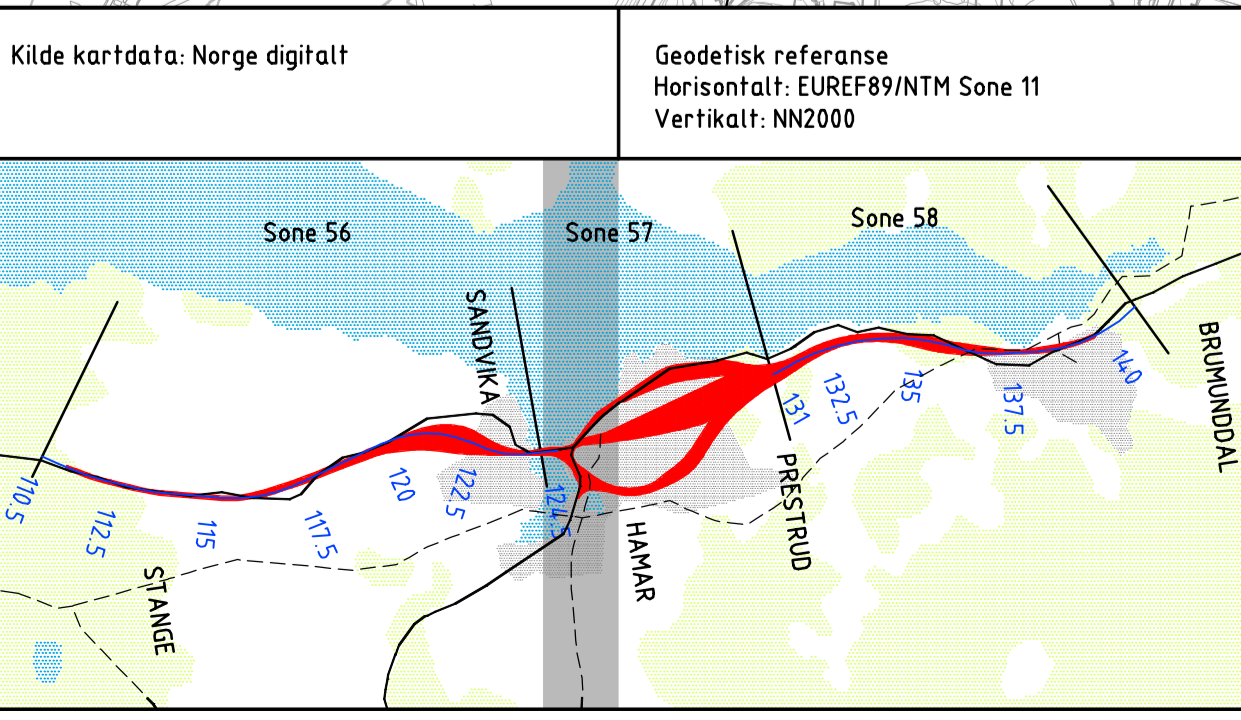 Kilde kartdata: Norge digitalt
Geodetisk referanse
Horisontalt: EUREF89/NTM Sone 11
Vertikalt: NN2000
Sone 56
Sone 57
Sone 58
SANDVIKA
BRUMUNDDAL
110.5
112.5
115
117.5
120
122.5
124.5
131
132.5
135
137.5
140
STANGE
HAMAR
PRESTRUD